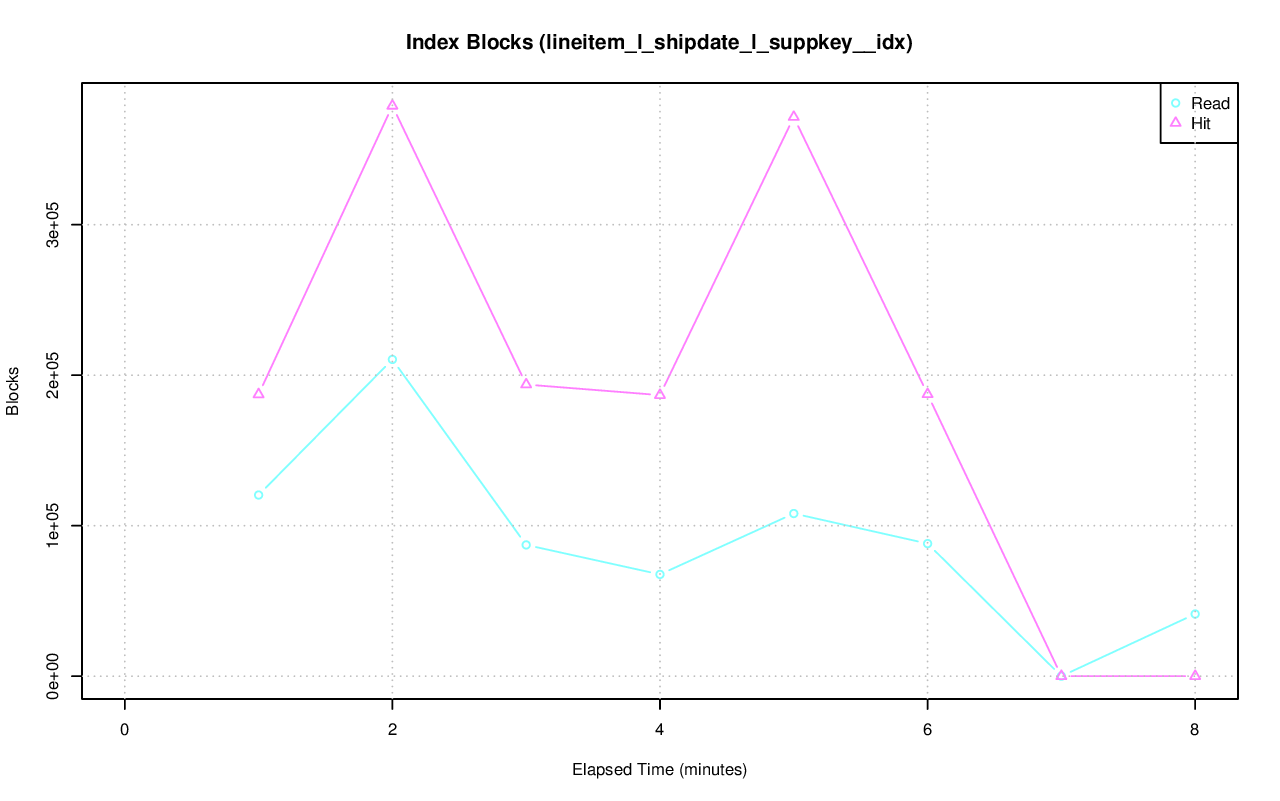 Index Blocks (lineitem_l_shipdate_l_suppkey__idx)
Read
Hit
3e+05
2e+05
1e+05
0e+00
Blocks
0 2 4 6 8
Elapsed Time (minutes)